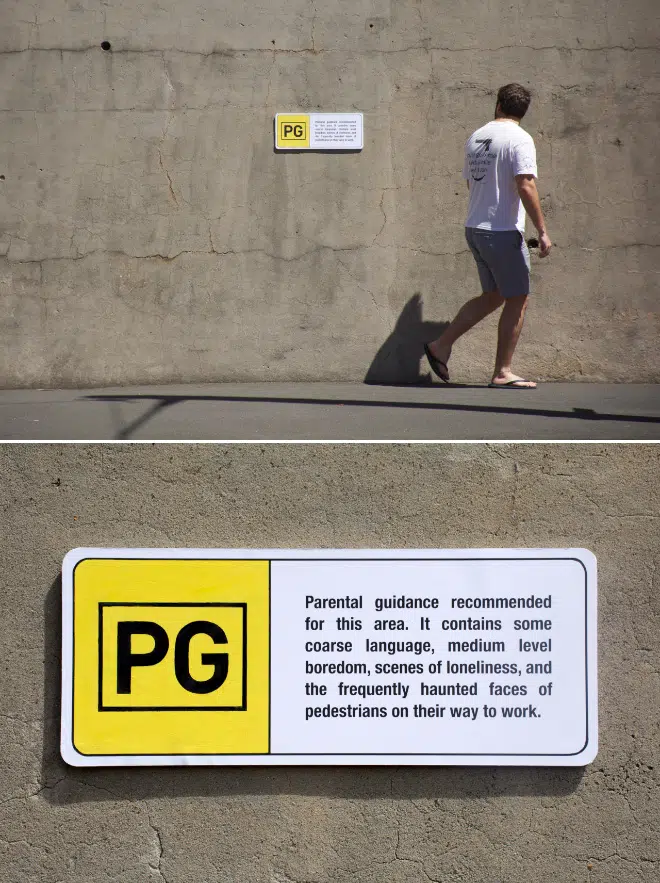 PG
PG
Parental guidance recommended
for this area. It contains some
coarse language, medium level
boredom, scenes of loneliness, and
the frequently haunted faces of
pedestrians on their way to work.